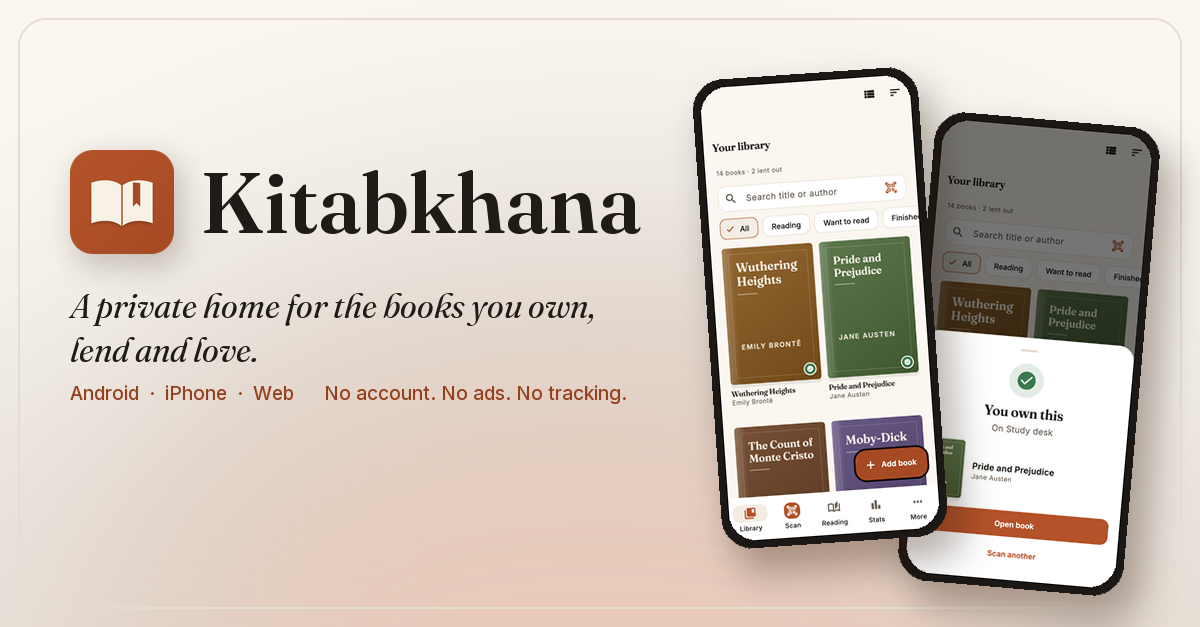 Kitabkhana
A private home for the books you own,
lend and love.
Android · iPhone · Web No account. No ads. No tracking.
Your library
14 books · 2 lent out
Search title or author
All
Reading
Want to read
Finishe
Wuthering
Heights
EMILY BRONTË
Pride and
Prejudice
JANE AUSTEN
Wuthering Heights
Emily Brontë
Pride and Prejudice
Jane Austen
The Count of
Monte Cristo
Moby-Dick
+ Add book
Library
Scan
Reading
Stats
More
Your library
14 books · 2 lent out
Search title or author
All
Reading
Want to read
Finishe
Wuthering
Heights
Pride and
Prejudice
You own this
On Study desk
Pride and Prejudice
Jane Austen
Open book
Scan another